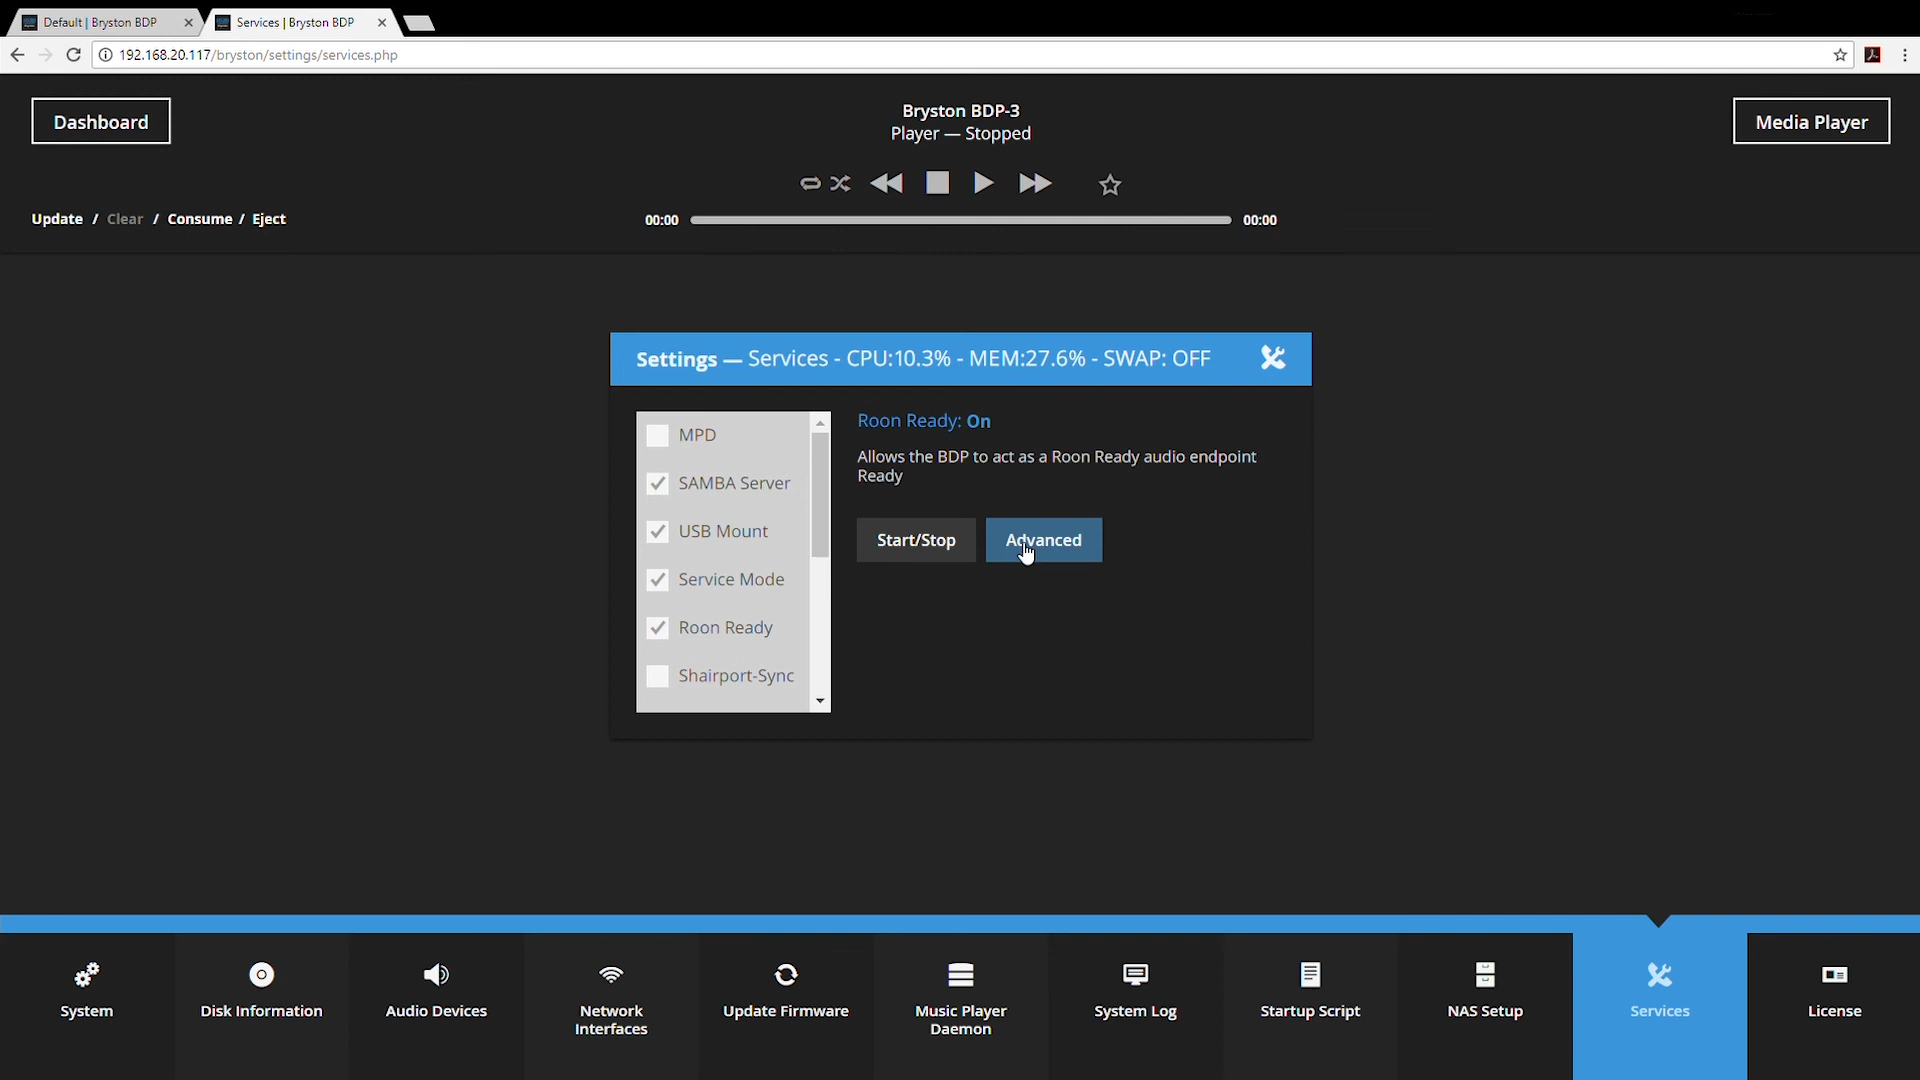 Default | Bryston BDP
Services | Bryston BDP
192.168.20.117/bryston/settings/services.php
Dashboard
Bryston BDP-3
Player — Stopped
Media Player
Update / Clear / Consume / Eject
00:00
00:00
Settings — Services - CPU:10.3% - MEM:27.6% - SWAP: OFF
MPD
SAMBA Server
USB Mount
Service Mode
Roon Ready
Shairport-Sync
Roon Ready: On
Allows the BDP to act as a Roon Ready audio endpoint
Ready
Start/Stop
Advanced
System
Disk Information
Audio Devices
Network
Interfaces
Update Firmware
Music Player
Daemon
System Log
Startup Script
NAS Setup
Services
License